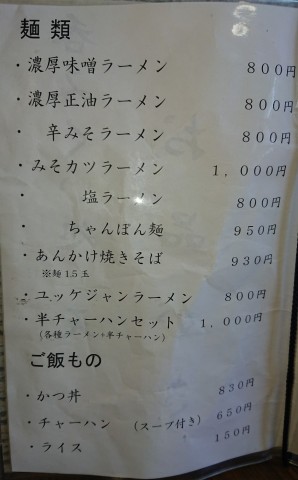 麺類
・濃厚味噌ラーメン 800円
・濃厚正油ラーメン 800円
・辛みそラーメン 800円
・みそカツラーメン 1,000円
・塩ラーメン 800円
・ちゃんぽん麺 950円
・あんかけ焼きそば 930円
※麺1.5玉
・ユッケジャンラーメン 800円
・半チャーハンセット 1,000円
(各種ラーメン+半チャーハン)
ご飯もの
・かつ丼 830円
・チャーハン (スープ付き) 650円
・ライス 150円